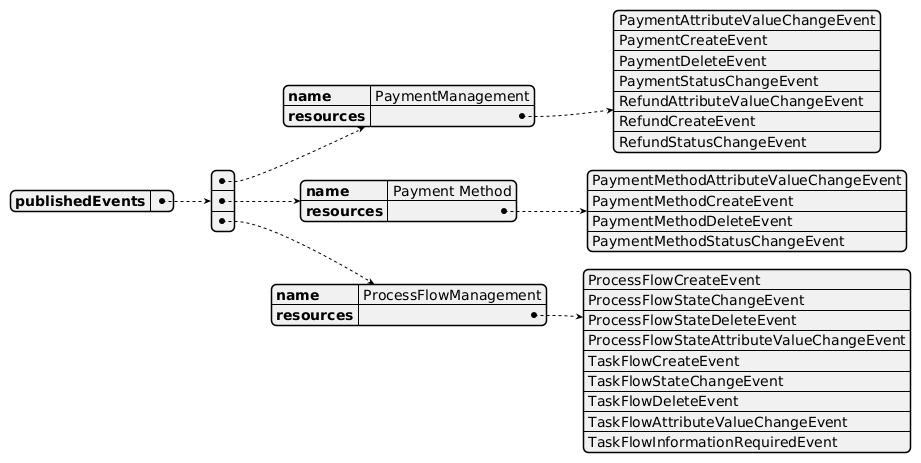 publishedEvents
name PaymentManagement
resources
PaymentAttributeValueChangeEvent
PaymentCreateEvent
PaymentDeleteEvent
PaymentStatusChangeEvent
RefundAttributeValueChangeEvent
RefundCreateEvent
RefundStatusChangeEvent
name Payment Method
resources
PaymentMethodAttributeValueChangeEvent
PaymentMethodCreateEvent
PaymentMethodDeleteEvent
PaymentMethodStatusChangeEvent
name ProcessFlowManagement
resources
ProcessFlowCreateEvent
ProcessFlowStateChangeEvent
ProcessFlowStateDeleteEvent
ProcessFlowStateAttributeValueChangeEvent
TaskFlowCreateEvent
TaskFlowStateChangeEvent
TaskFlowDeleteEvent
TaskFlowAttributeValueChangeEvent
TaskFlowInformationRequiredEvent